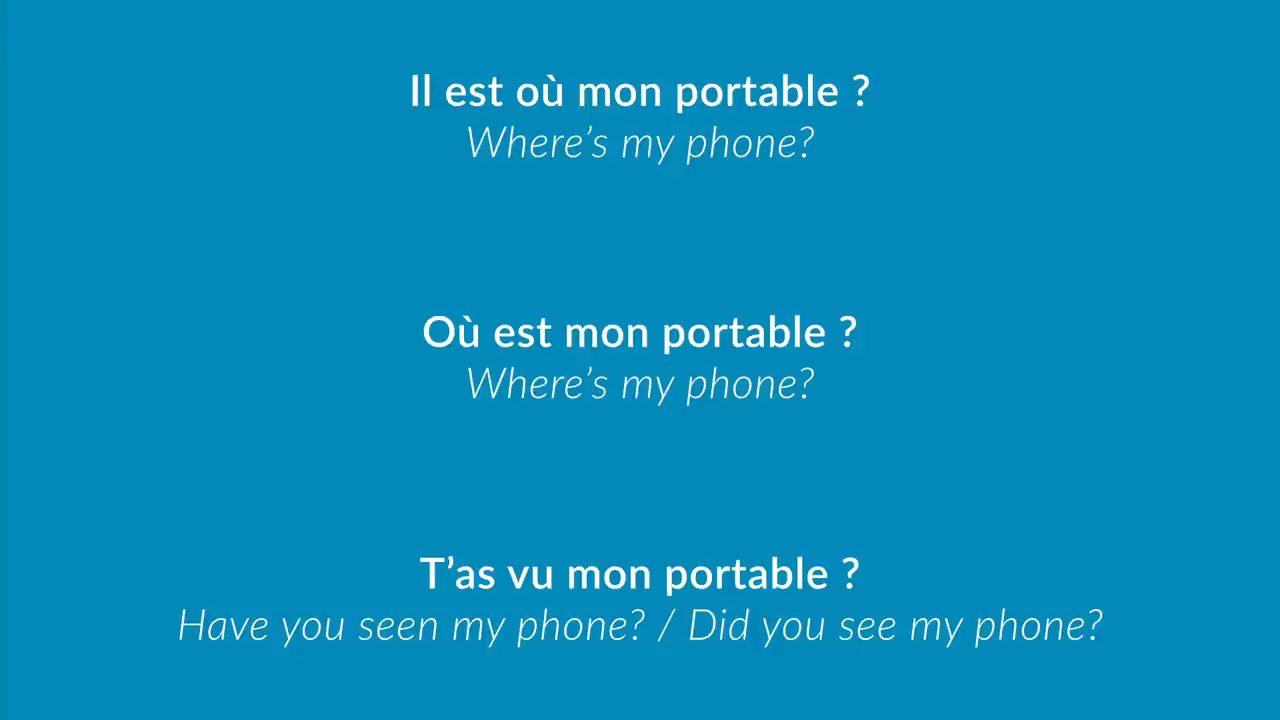 Il est où mon portable ?
Where’s my phone?
Où est mon portable ?
Where’s my phone?
T’as vu mon portable ?
Have you seen my phone? / Did you see my phone?